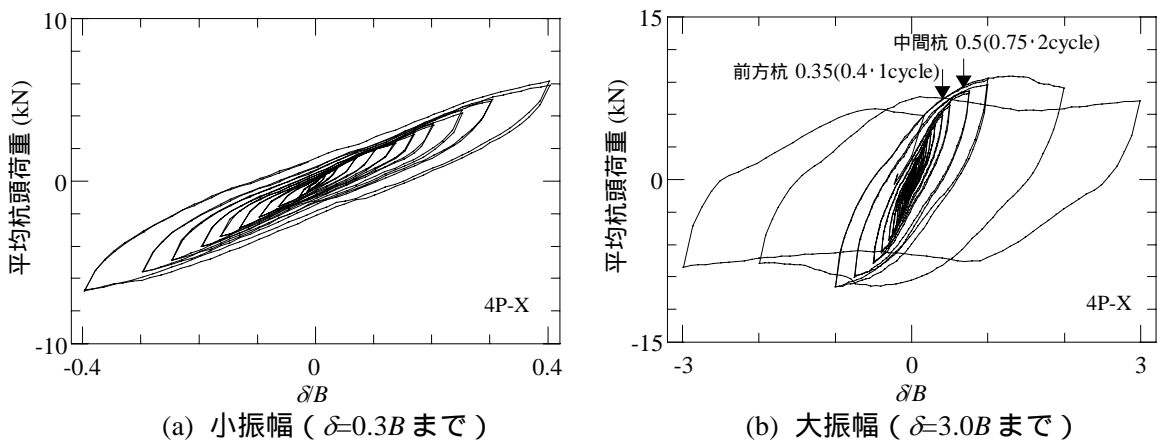 10
0
-10
-0.4
0
0.4
平均杭頭荷重 (kN)
δ/B
4P-X
(a) 小振幅 ( δ=0.3B まで )
15
0
-15
-3
0
3
平均杭頭荷重 (kN)
δ/B
中間杭 0.5(0.75･2cycle)
前方杭 0.35(0.4･1cycle)
4P-X
(b) 大振幅 ( δ=3.0B まで )